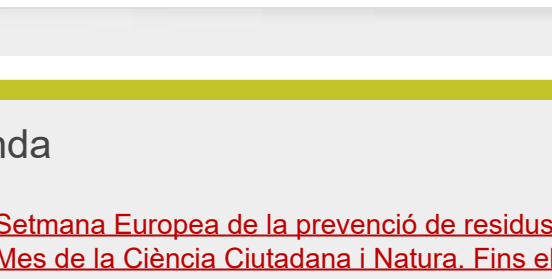 nda
Setmana Europea de la prevenció de residus
Mes de la Ciència Ciutadana i Natura. Fins el